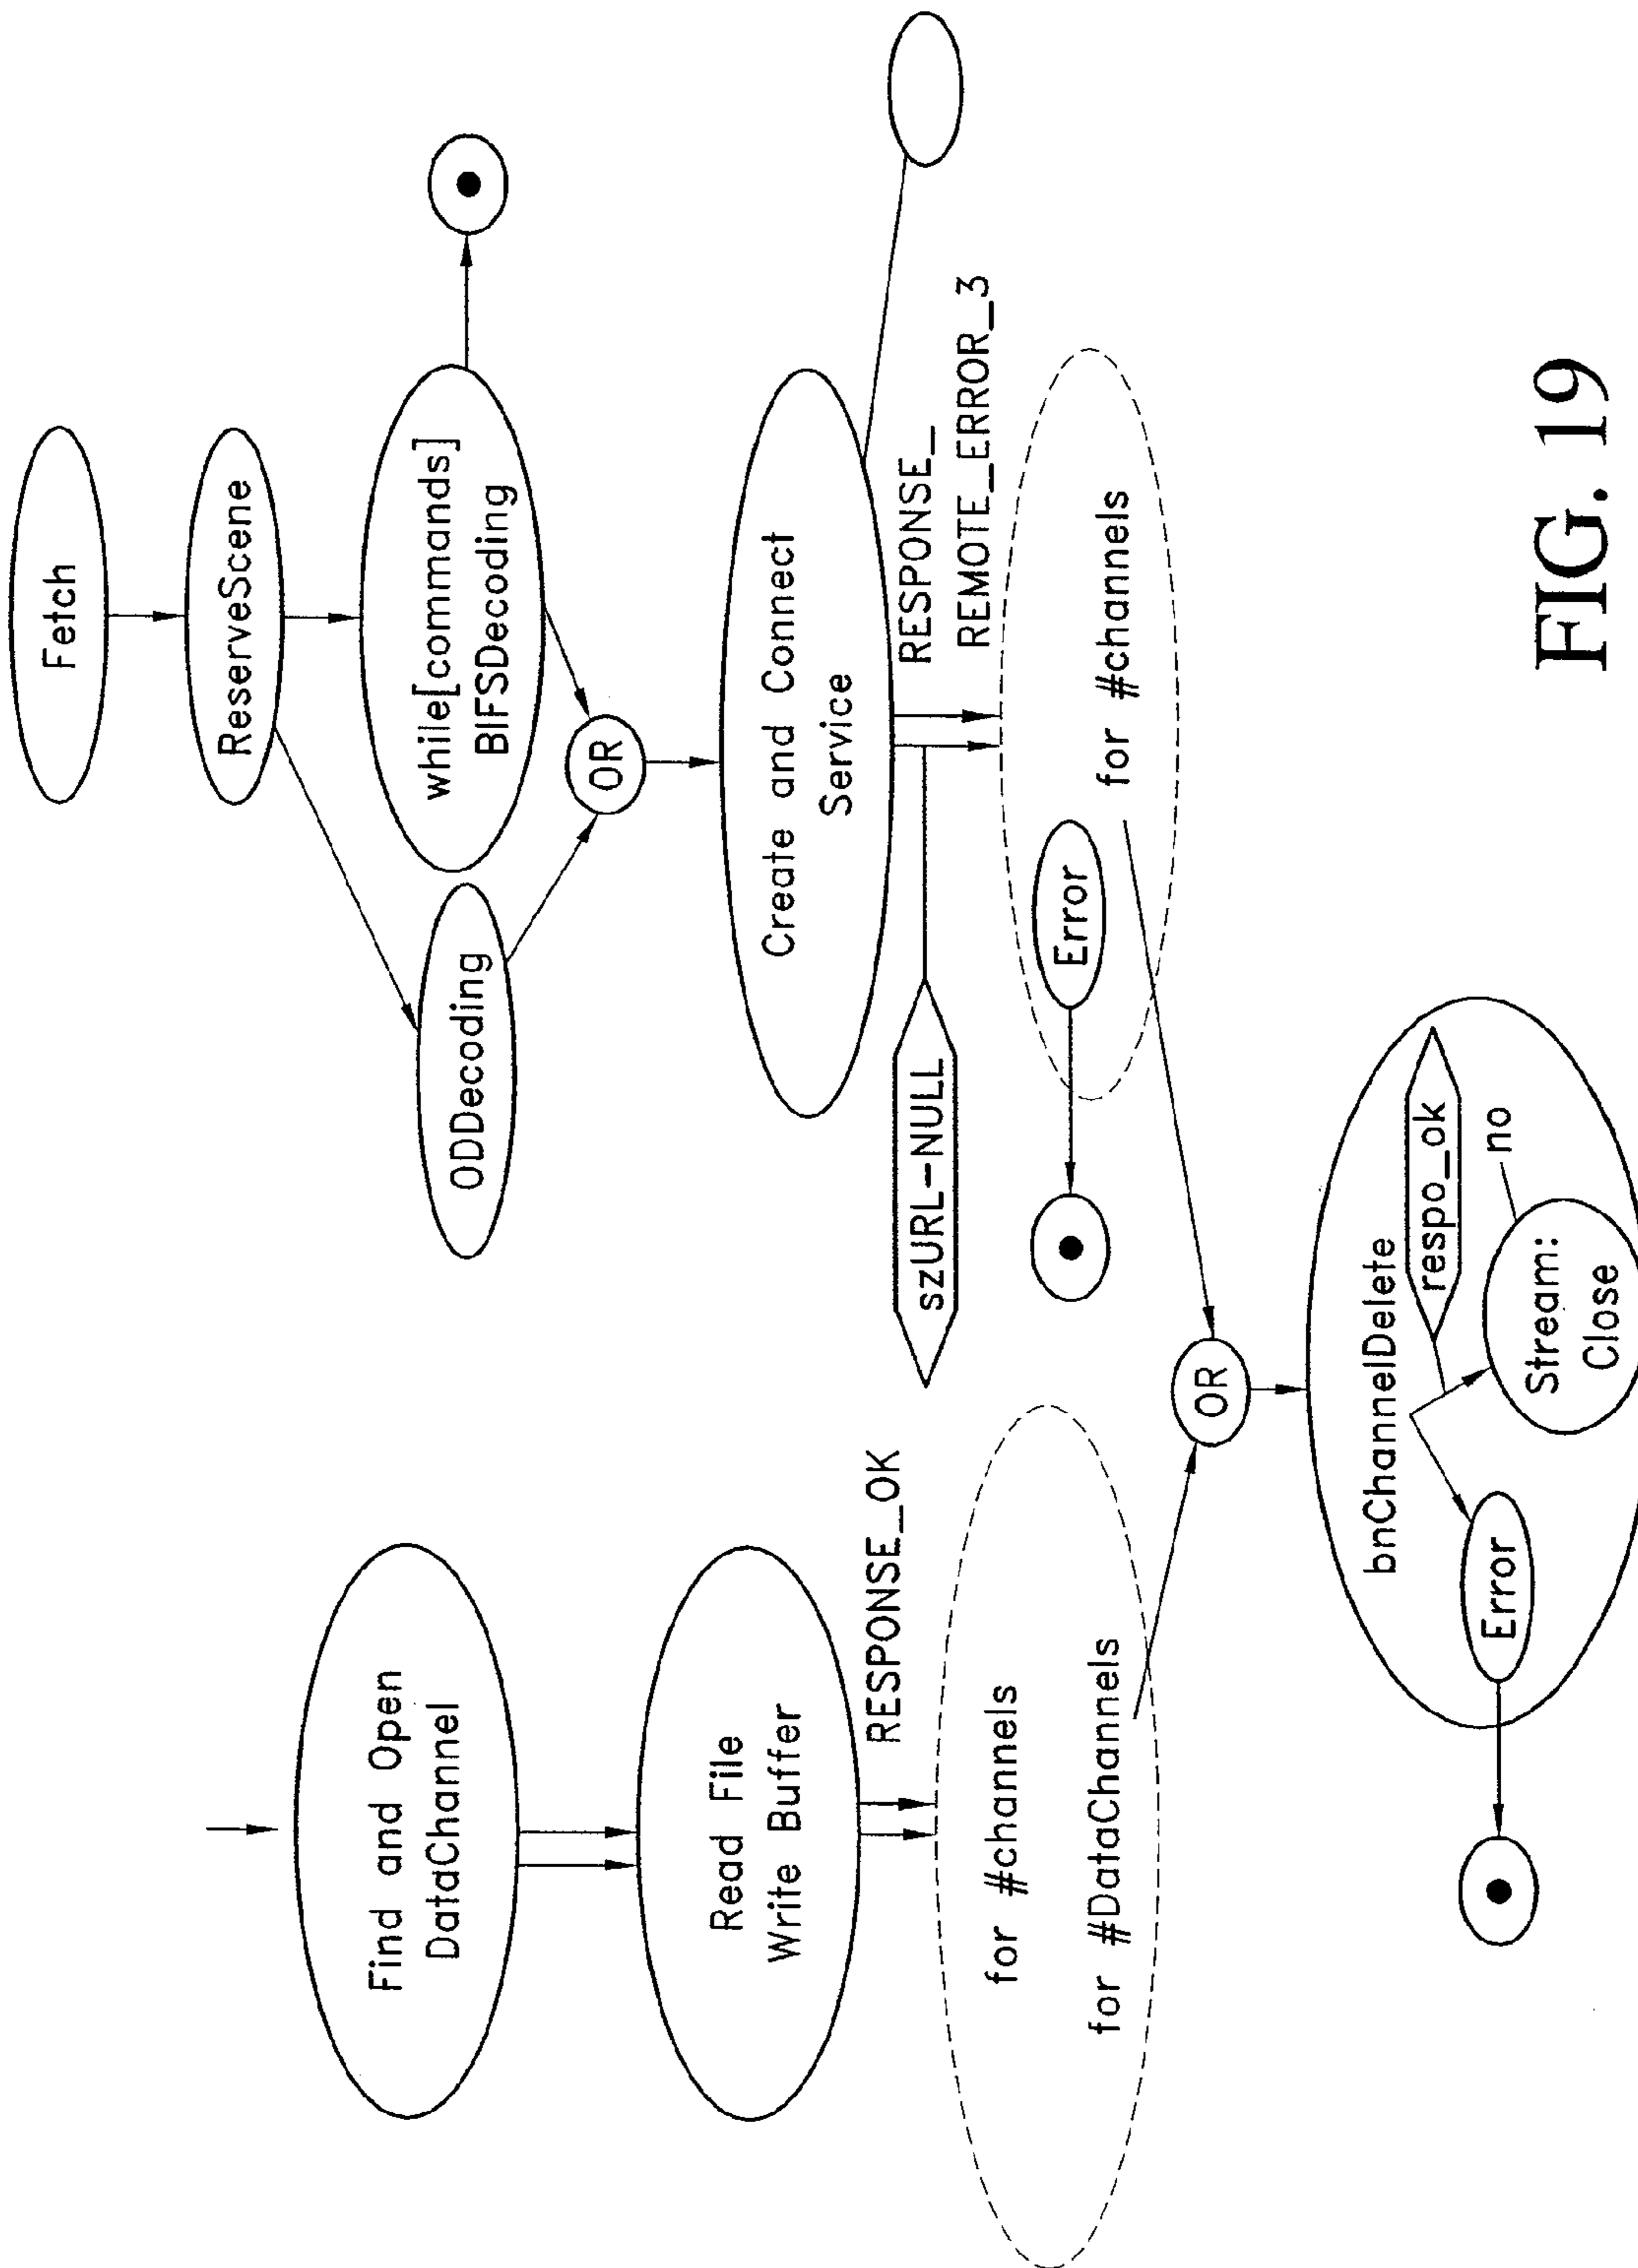 Fetch
ReserveScene
while[commands]
BIFSDecoding
ODDecoding
OR
Create and Connect
Service
szURL-NULL
RESPONSE_
REMOTE_ERROR_3
Error
for #channels
Find and Open
DataChannel
Read File
Write Buffer
RESPONSE_OK
for #channels
for #DataChannels
OR
bnChannelDelete
respo_ok
Error
Stream:
Close
no
FIG. 19